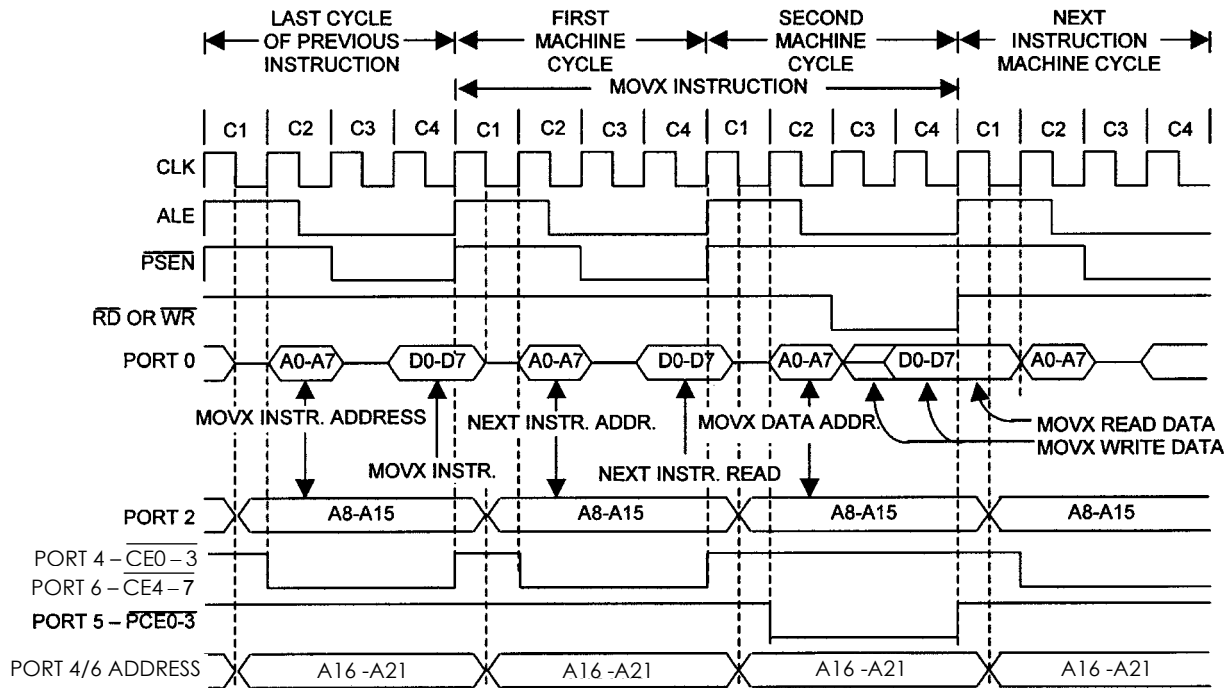 LAST CYCLE OF PREVIOUS INSTRUCTION
FIRST MACHINE CYCLE
SECOND MACHINE CYCLE
NEXT INSTRUCTION MACHINE CYCLE
MOVX INSTRUCTION
C1 C2 C3 C4 C1 C2 C3 C4 C1 C2 C3 C4 C1 C2 C3 C4
CLK
ALE
PSEN
RD OR WR
PORT 0 A0-A7 D0-D7 A0-A7 D0-D7 A0-A7 D0-D7 A0-A7
MOVX INSTR. ADDRESS NEXT INSTR. ADDR. MOVX DATA ADDR. MOVX READ DATA
MOVX WRITE DATA
MOVX INSTR. NEXT INSTR. READ
PORT 2 A8-A15 A8-A15 A8-A15 A8-A15
PORT 4 – CE0 – 3
PORT 6 – CE4 – 7
PORT 5 – PCE0-3
PORT 4/6 ADDRESS A16 -A21 A16 -A21 A16 -A21 A16 -A21